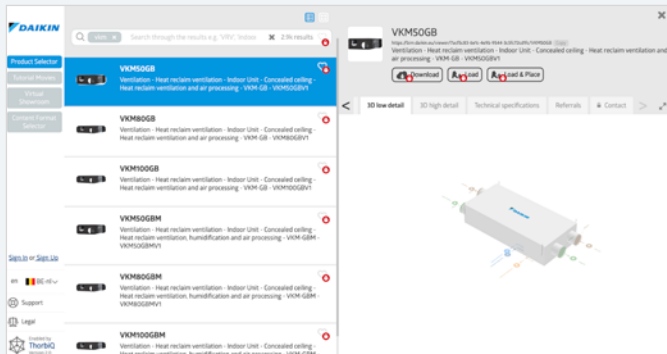 DAIKIN
Product Selector
Tutorial Movies
Virtual
Showroom
Content Format
Selector
Sign In or Sign Up
en
BE-nl
Support
Legal
Enabled by
ThorbiQ
VKM
Search through the results e.g. 'VRV', 'indoor
2.9k results
VKM50GB
Ventilation - Heat reclaim ventilation - Indoor Unit - Concealed ceiling -
Heat reclaim ventilation and air processing - VKM-GB - VKM50GBV1
VKM80GB
Ventilation - Heat reclaim ventilation - Indoor Unit - Concealed ceiling -
Heat reclaim ventilation and air processing - VKM-GB - VKM80GBV1
VKM100GB
Ventilation - Heat reclaim ventilation - Indoor Unit - Concealed ceiling -
Heat reclaim ventilation and air processing - VKM-GB - VKM100GBV1
VKM50GBM
Ventilation - Heat reclaim ventilation - Indoor Unit - Concealed ceiling -
Heat reclaim ventilation, humidification and air processing - VKM-GBM -
VKM50GBMV1
VKM80GBM
Ventilation - Heat reclaim ventilation - Indoor Unit - Concealed ceiling -
Heat reclaim ventilation, humidification and air processing - VKM-GBM -
VKM80GBMV1
VKM100GBM
Ventilation - Heat reclaim ventilation - Indoor Unit - Concealed ceiling -
Heat reclaim ventilation, humidification and air processing - VKM-GBM -
VKM50GB
Ventilation - Heat reclaim ventilation - Indoor Unit - Concealed ceiling - Heat reclaim ventilation and
air processing - VKM-GB - VKM50GBV1
Download
Load
Load & Place
3D low detail
3D high detail
Technical specifications
Referrals
Contact
DAIKIN